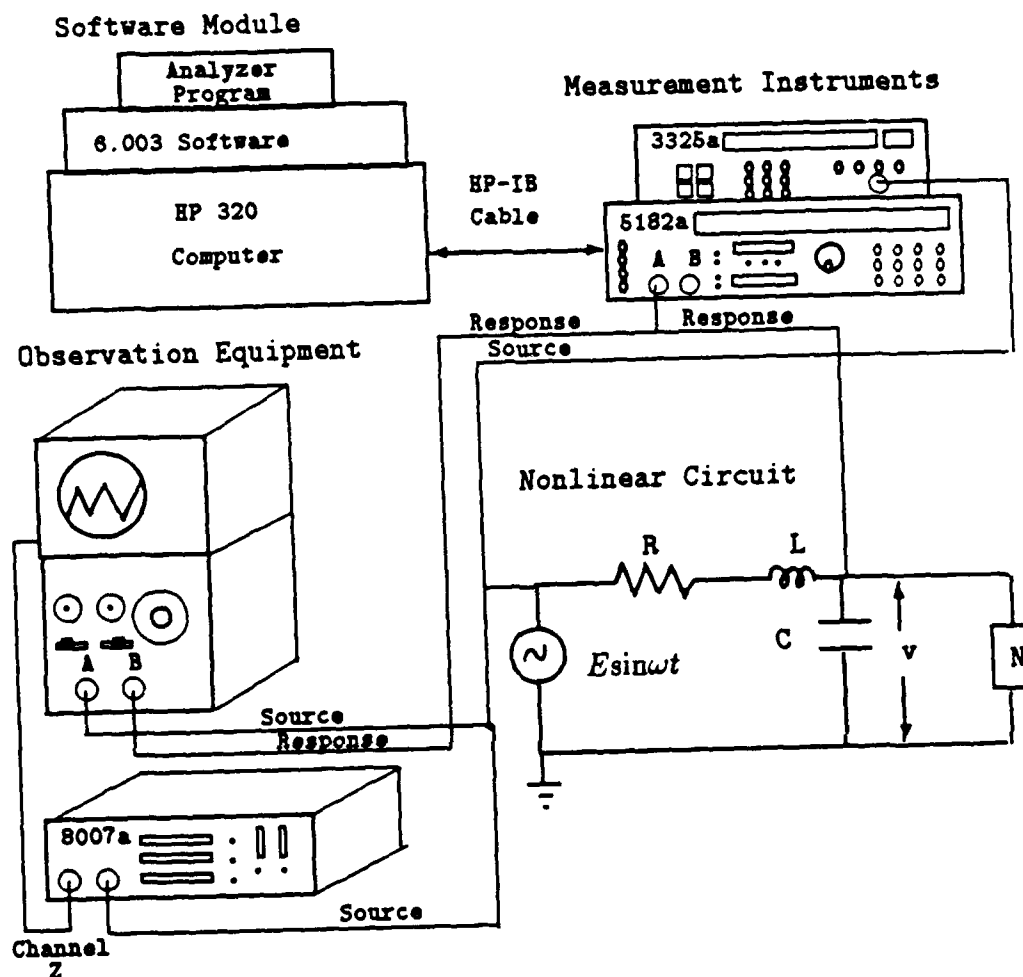 Software Module
Analyzer
Program
6.003 Software
HP 320
Computer
HP-IB
Cable
Measurement Instruments
3325a
5182a
A B
Response
Response
Source
Observation Equipment
A B
Source
Response
8007a
Source
Channel
Z
Nonlinear Circuit
R
L
C
v
N
Esinωt